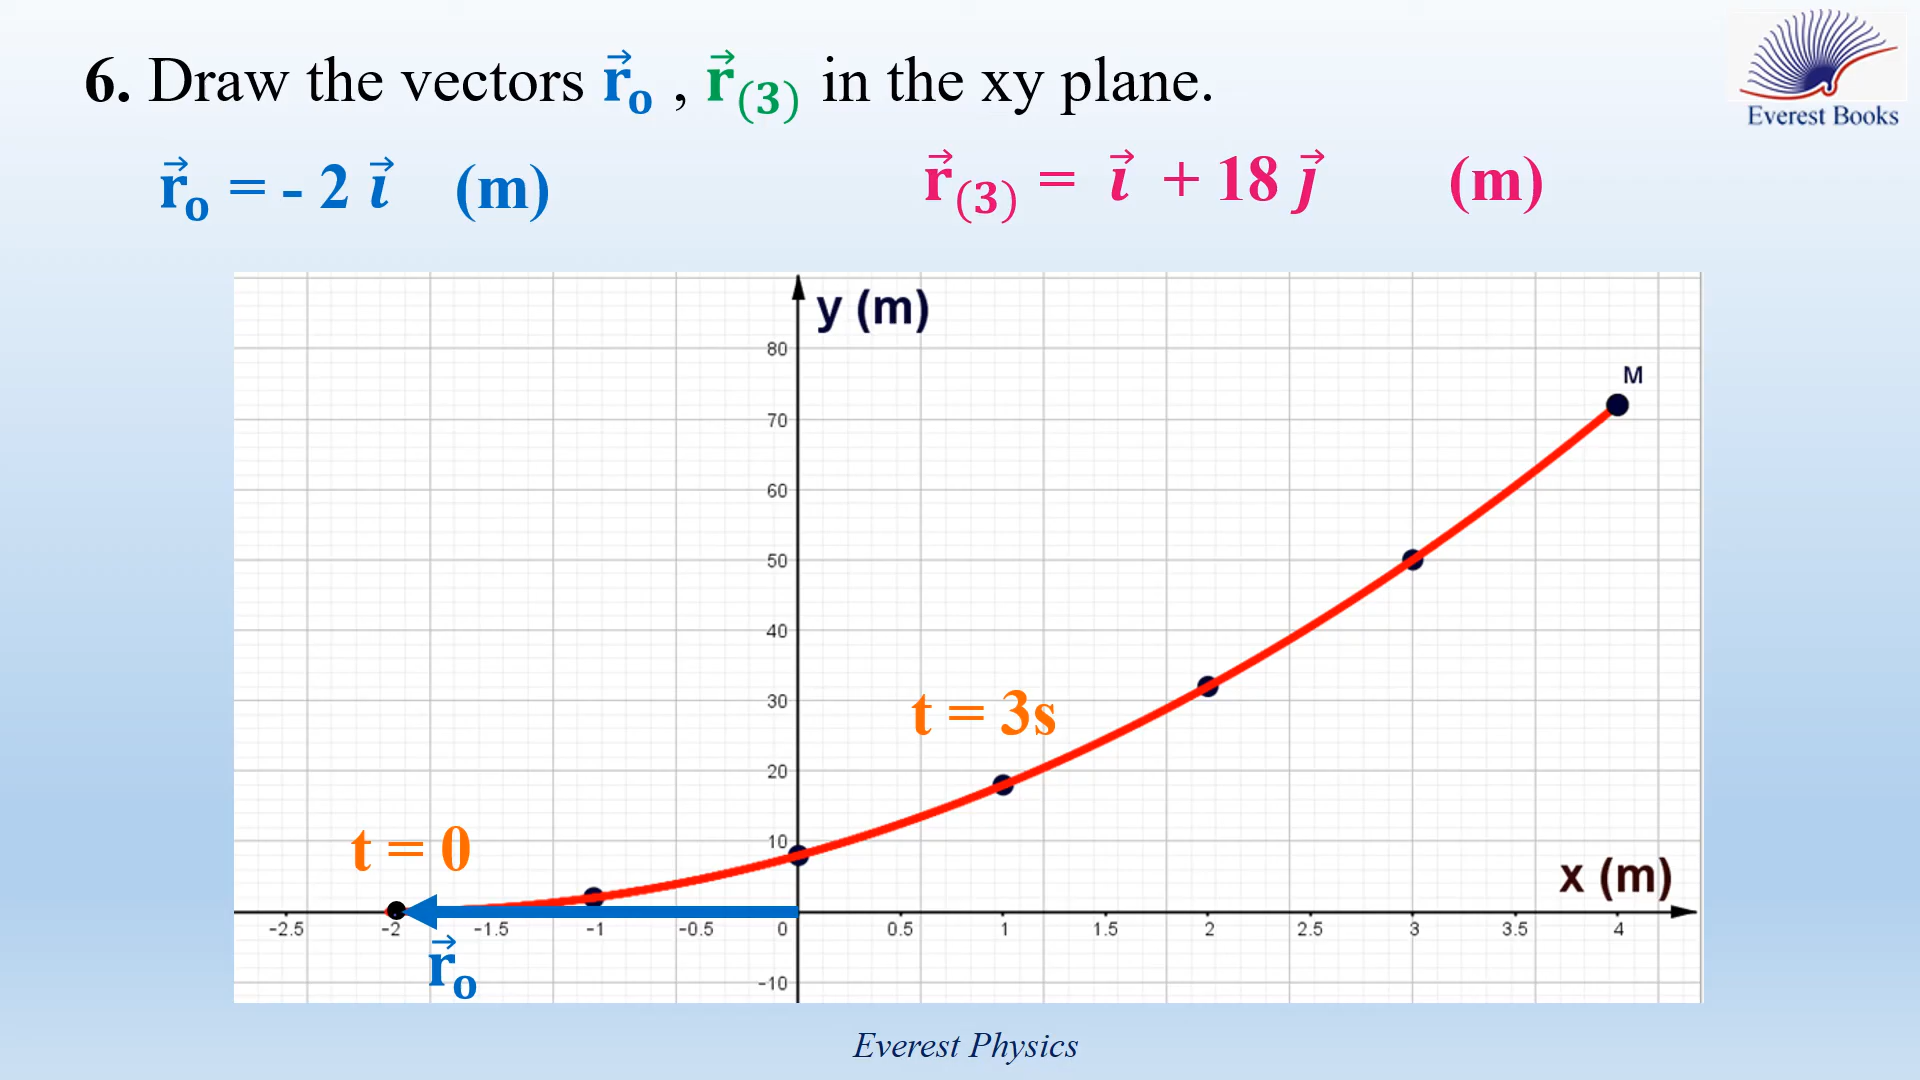 6. Draw the vectors r⃗ₒ , r⃗₍₃₎ in the xy plane.
Everest Books
r⃗ₒ = - 2 i⃗ (m)
r⃗₍₃₎ = i⃗ + 18 j⃗ (m)
y (m)
80
M
70
60
50
40
30
t = 3s
20
10
t = 0
x (m)
-2.5 -2 -1.5 -1 -0.5 0 0.5 1 1.5 2 2.5 3 3.5 4
r⃗ₒ
-10
Everest Physics